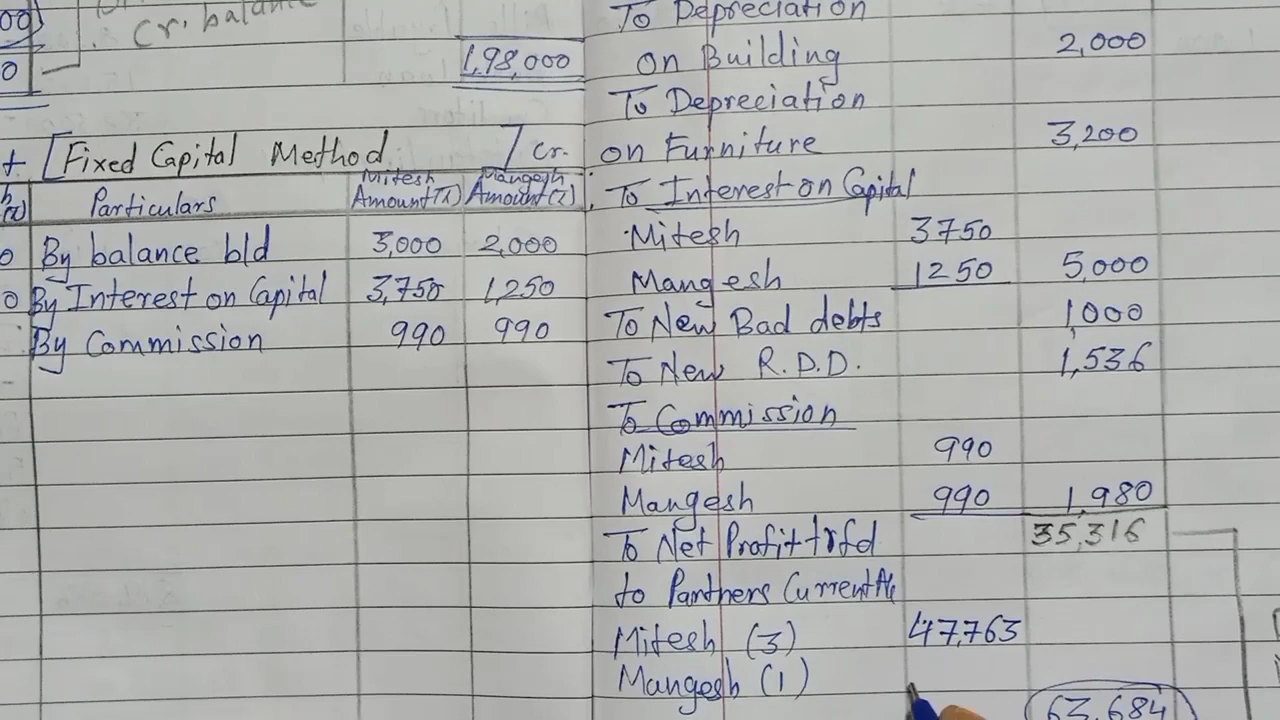 00)
Cr. balance
0
1,98,000
[Fixed Capital Method ] Cr.
Particulars
Mitesh Amount(₹)
Mangesh Amount(₹)
By balance b/d 3,000 2,000
By Interest on Capital 3,750 1,250
By Commission 990 990
To Depreciation
on Building 2,000
To Depreciation
on Furniture 3,200
To Interest on Capital
Mitesh 3750
Mangesh 1250 5,000
To New Bad debts 1,000
To New R.D.D. 1,536
To Commission
Mitesh 990
Mangesh 990 1,980
35,316
To Net Profit trfd
to Panthers Current A/c
Mitesh (3) 47,763
Mangesh (1)
63,684